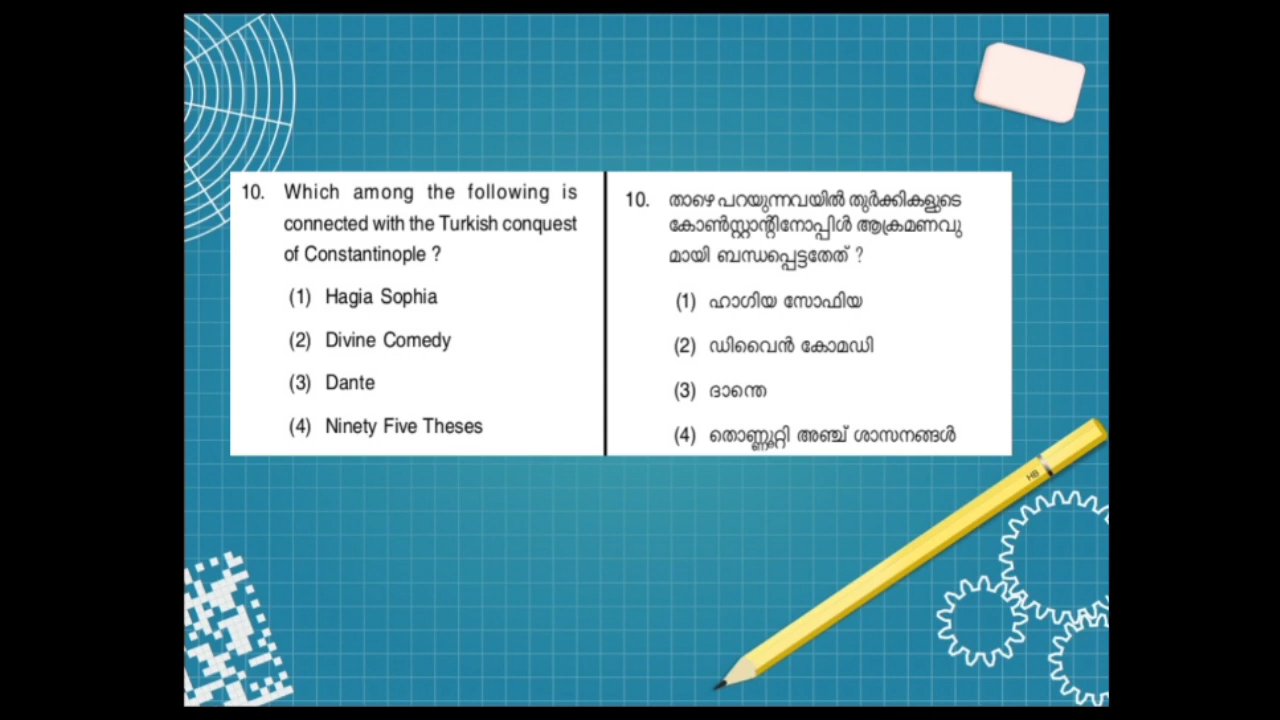 10. Which among the following is
connected with the Turkish conquest
of Constantinople ?
(1) Hagia Sophia
(2) Divine Comedy
(3) Dante
(4) Ninety Five Theses
10. താഴെ പറയുന്നവയിൽ തുർക്കികളുടെ
കോൺസ്റ്റാന്റിനോപ്പിൾ ആക്രമണവു
മായി ബന്ധപ്പെട്ടതേത് ?
(1) ഹാഗിയ സോഫിയ
(2) ഡിവൈൻ കോമഡി
(3) ദാന്തെ
(4) തൊണ്ണൂറ്റി അഞ്ച് ശാസനങ്ങൾ
HB